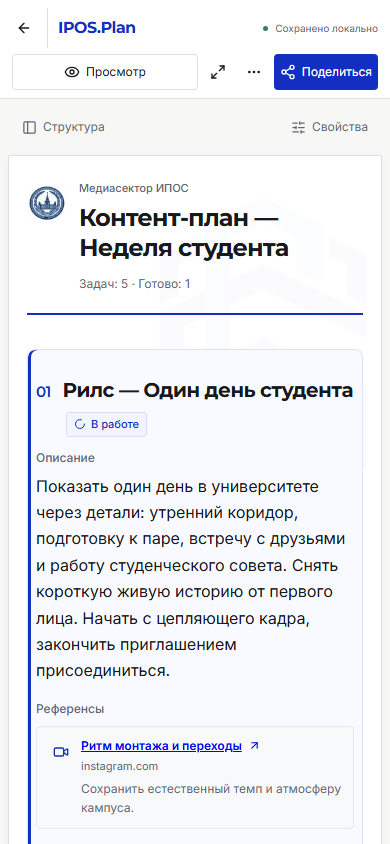 IPOS.Plan
Сохранено локально
Просмотр
Поделиться
Структура
Свойства
Медиасектор ИПОС
Контент-план —
Неделя студента
Задач: 5 · Готово: 1
01 Рилс — Один день студента
В работе
Описание
Показать один день в университете
через детали: утренний коридор,
подготовку к паре, встречу с друзьями
и работу студенческого совета. Снять
короткую живую историю от первого
лица. Начать с цепляющего кадра,
закончить приглашением
присоединиться.
Референсы
Ритм монтажа и переходы
instagram.com
Сохранить естественный темп и атмосферу
кампуса.